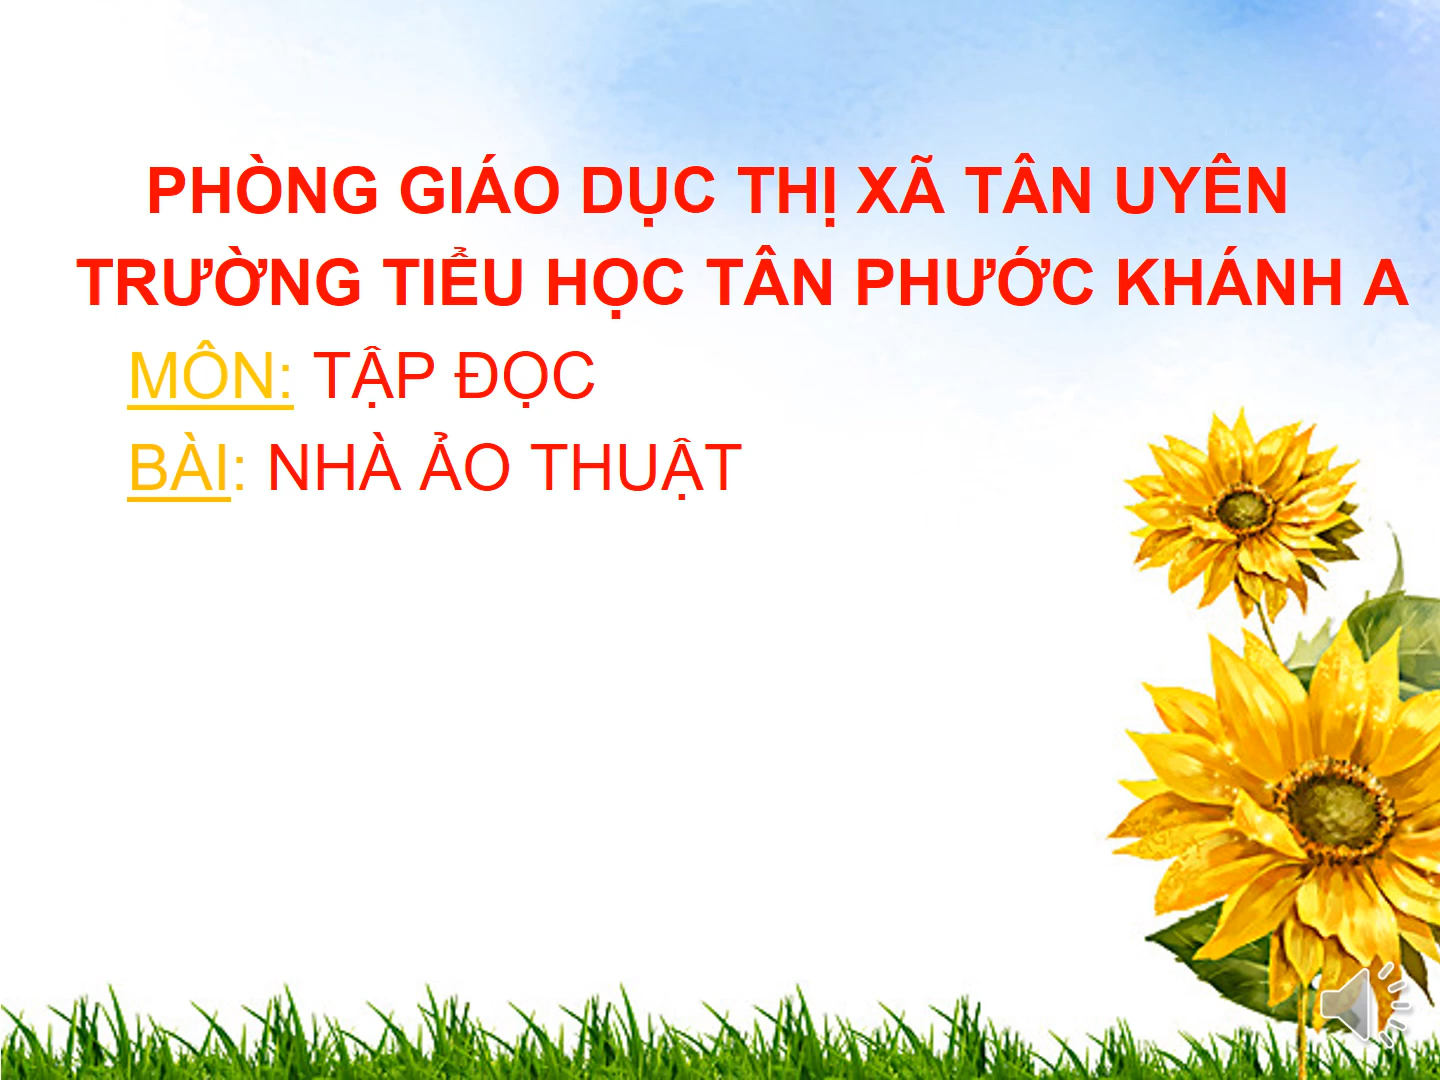 PHÒNG GIÁO DỤC THỊ XÃ TÂN UYÊN
TRƯỜNG TIỂU HỌC TÂN PHƯỚC KHÁNH A
MÔN: TẬP ĐỌC
BÀI: NHÀ ẢO THUẬT